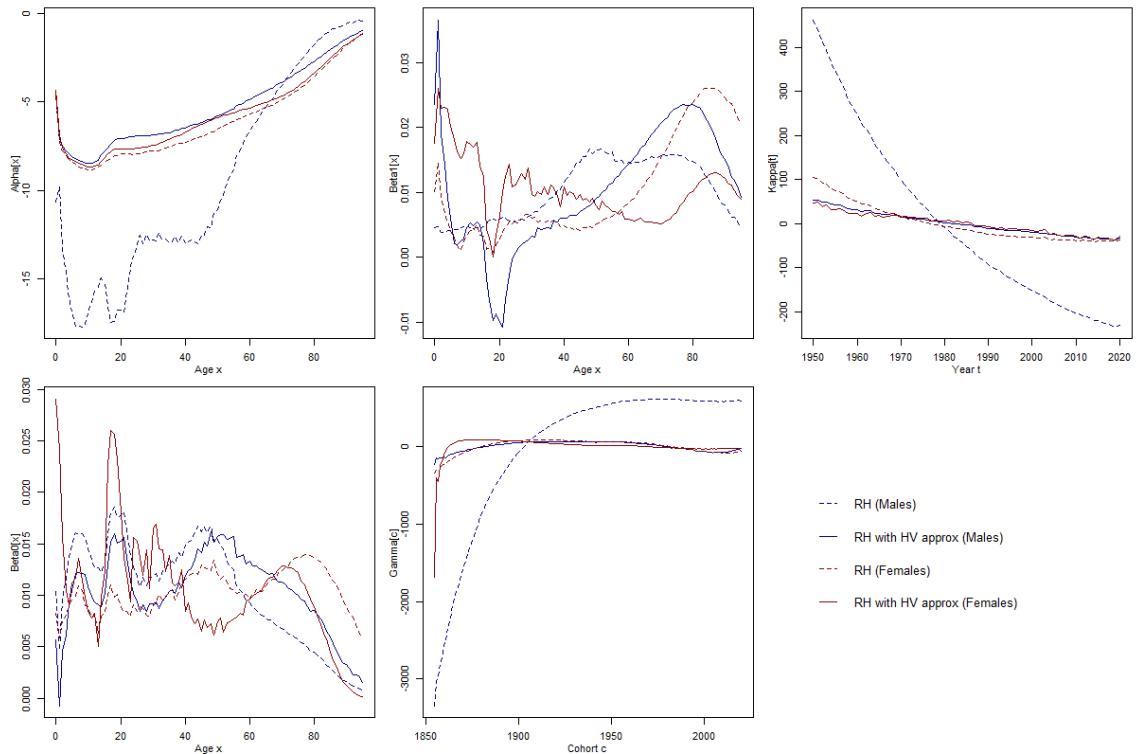 0
-5
-10
-15
Alpha[x]
0 20 40 60 80
Age x
0.03
0.02
0.01
0.00
-0.01
Beta1[x]
0 20 40 60 80
Age x
400
300
200
100
0
-100
-200
Kappa[t]
1950 1960 1970 1980 1990 2000 2010 2020
Year t
0.030
0.025
0.020
0.015
0.010
0.005
0.000
Beta0[x]
0 20 40 60 80
Age x
0
-1000
-2000
-3000
Gamma[c]
1850 1900 1950 2000
Cohort c
RH (Males)
RH with HV approx (Males)
RH (Females)
RH with HV approx (Females)